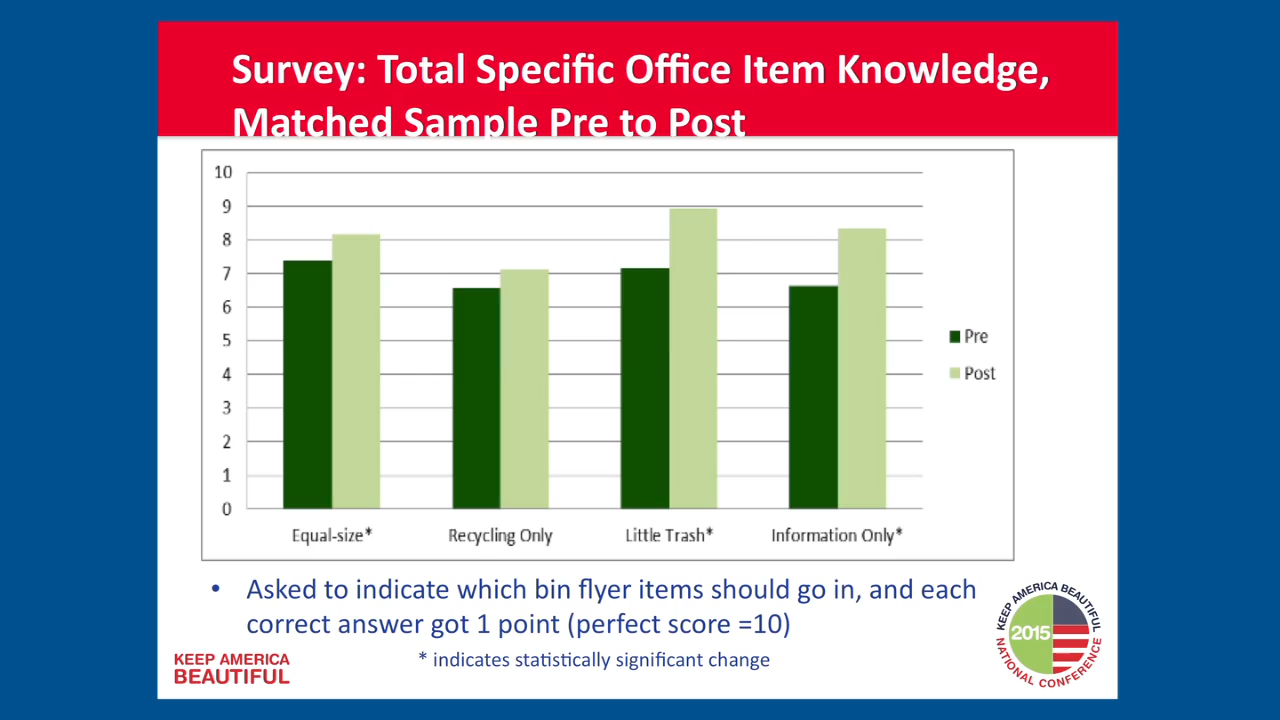 Survey: Total Specific Office Item Knowledge,
Matched Sample Pre to Post
10
9
8
7
6
5
4
3
2
1
0
Equal-size*
Recycling Only
Little Trash*
Information Only*
Pre
Post
• Asked to indicate which bin flyer items should go in, and each
correct answer got 1 point (perfect score =10)
* indicates statistically significant change
KEEP AMERICA
BEAUTIFUL
KEEP AMERICA BEAUTIFUL
2015
NATIONAL CONFERENCE